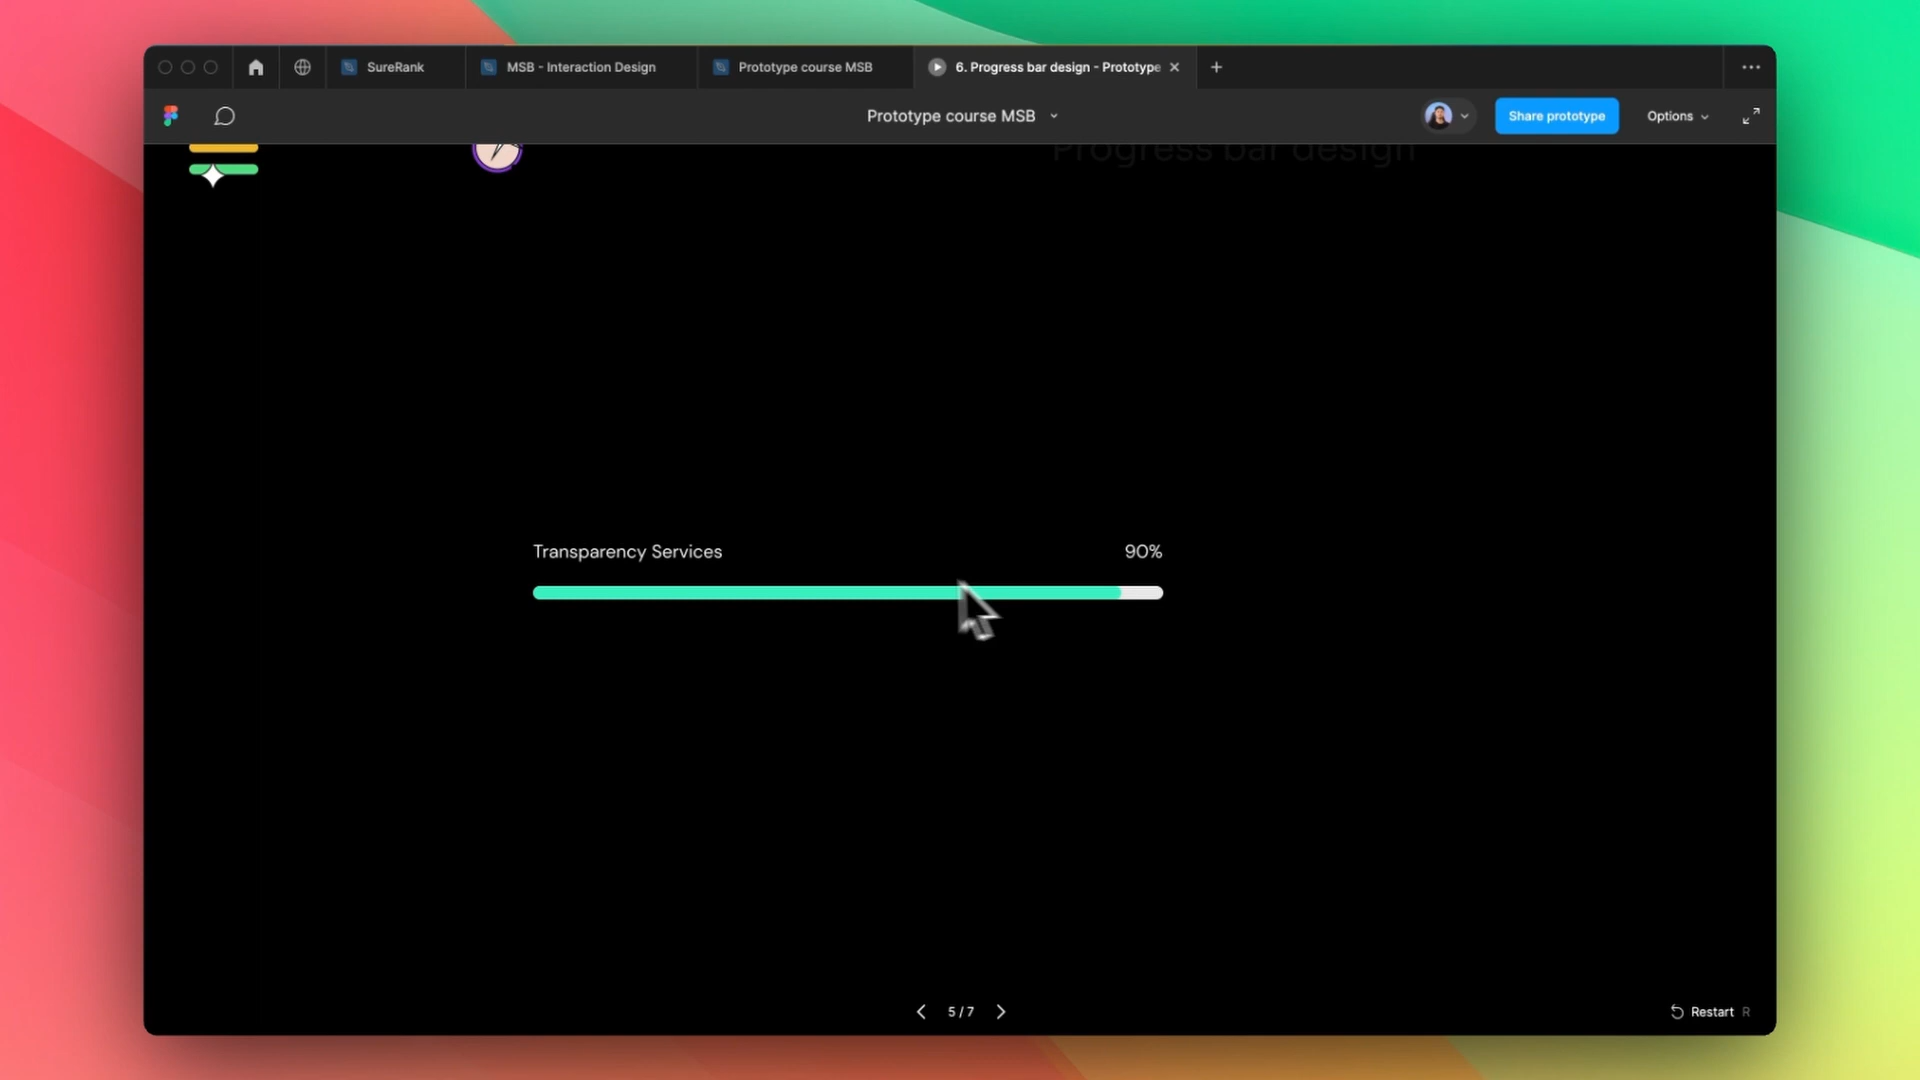 SureRank
MSB - Interaction Design
Prototype course MSB
6. Progress bar design - Prototype
Prototype course MSB
Share prototype
Options
Progress bar design
Transparency Services
90%
5 / 7
Restart R